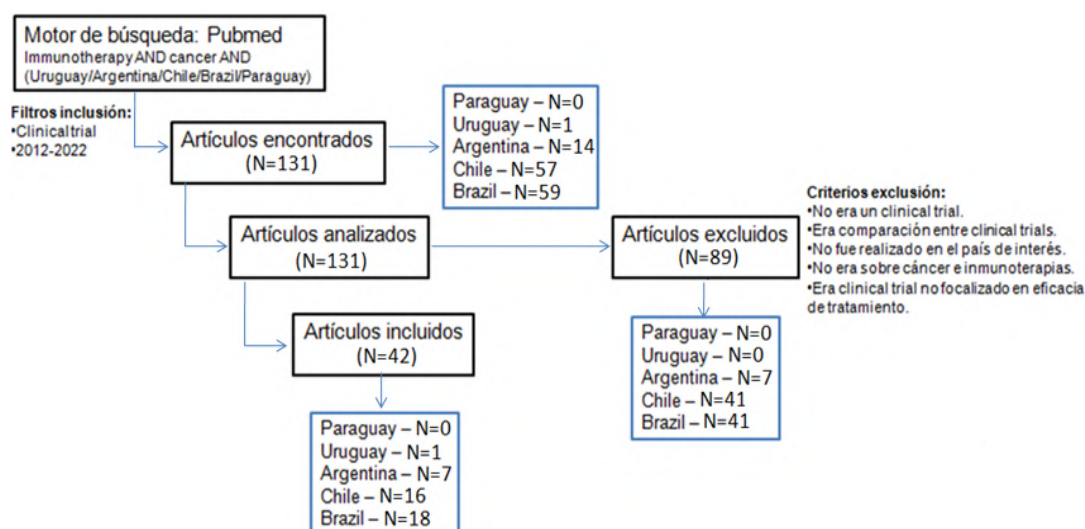 Motor de búsqueda: Pubmed
Immunotherapy AND cancer AND
(Uruguay/Argentina/Chile/Brazil/Paraguay)
Filtros inclusión:
•Clinical trial
•2012-2022
Artículos encontrados
(N=131)
Paraguay – N=0
Uruguay – N=1
Argentina – N=14
Chile – N=57
Brazil – N=59
Artículos analizados
(N=131)
Artículos excluidos
(N=89)
Criterios exclusión:
•No era un clinical trial.
•Era comparación entre clinical trials.
•No fue realizado en el país de interés.
•No era sobre cáncer e inmunoterapias.
•Era clinical trial no focalizado en eficacia
de tratamiento.
Artículos incluidos
(N=42)
Paraguay – N=0
Uruguay – N=0
Argentina – N=7
Chile – N=41
Brazil – N=41
Paraguay – N=0
Uruguay – N=1
Argentina – N=7
Chile – N=16
Brazil – N=18